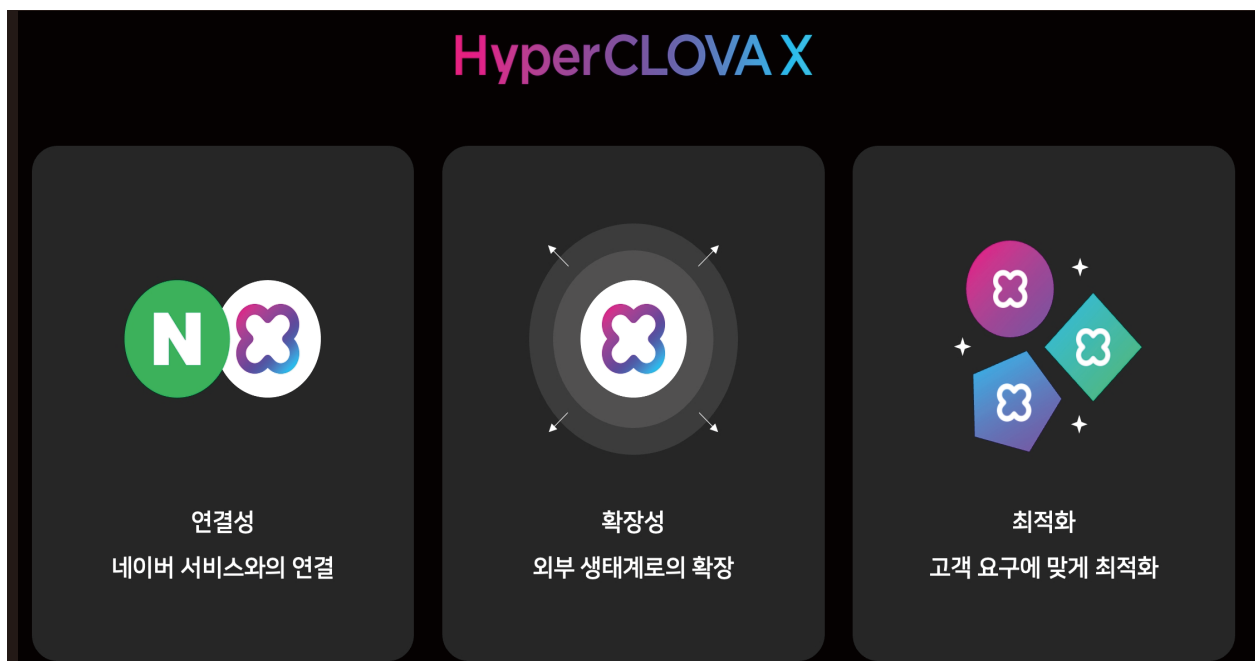 HyperCLOVA X
N
연결성
네이버 서비스와의 연결
확장성
외부 생태계로의 확장
최적화
고객 요구에 맞게 최적화